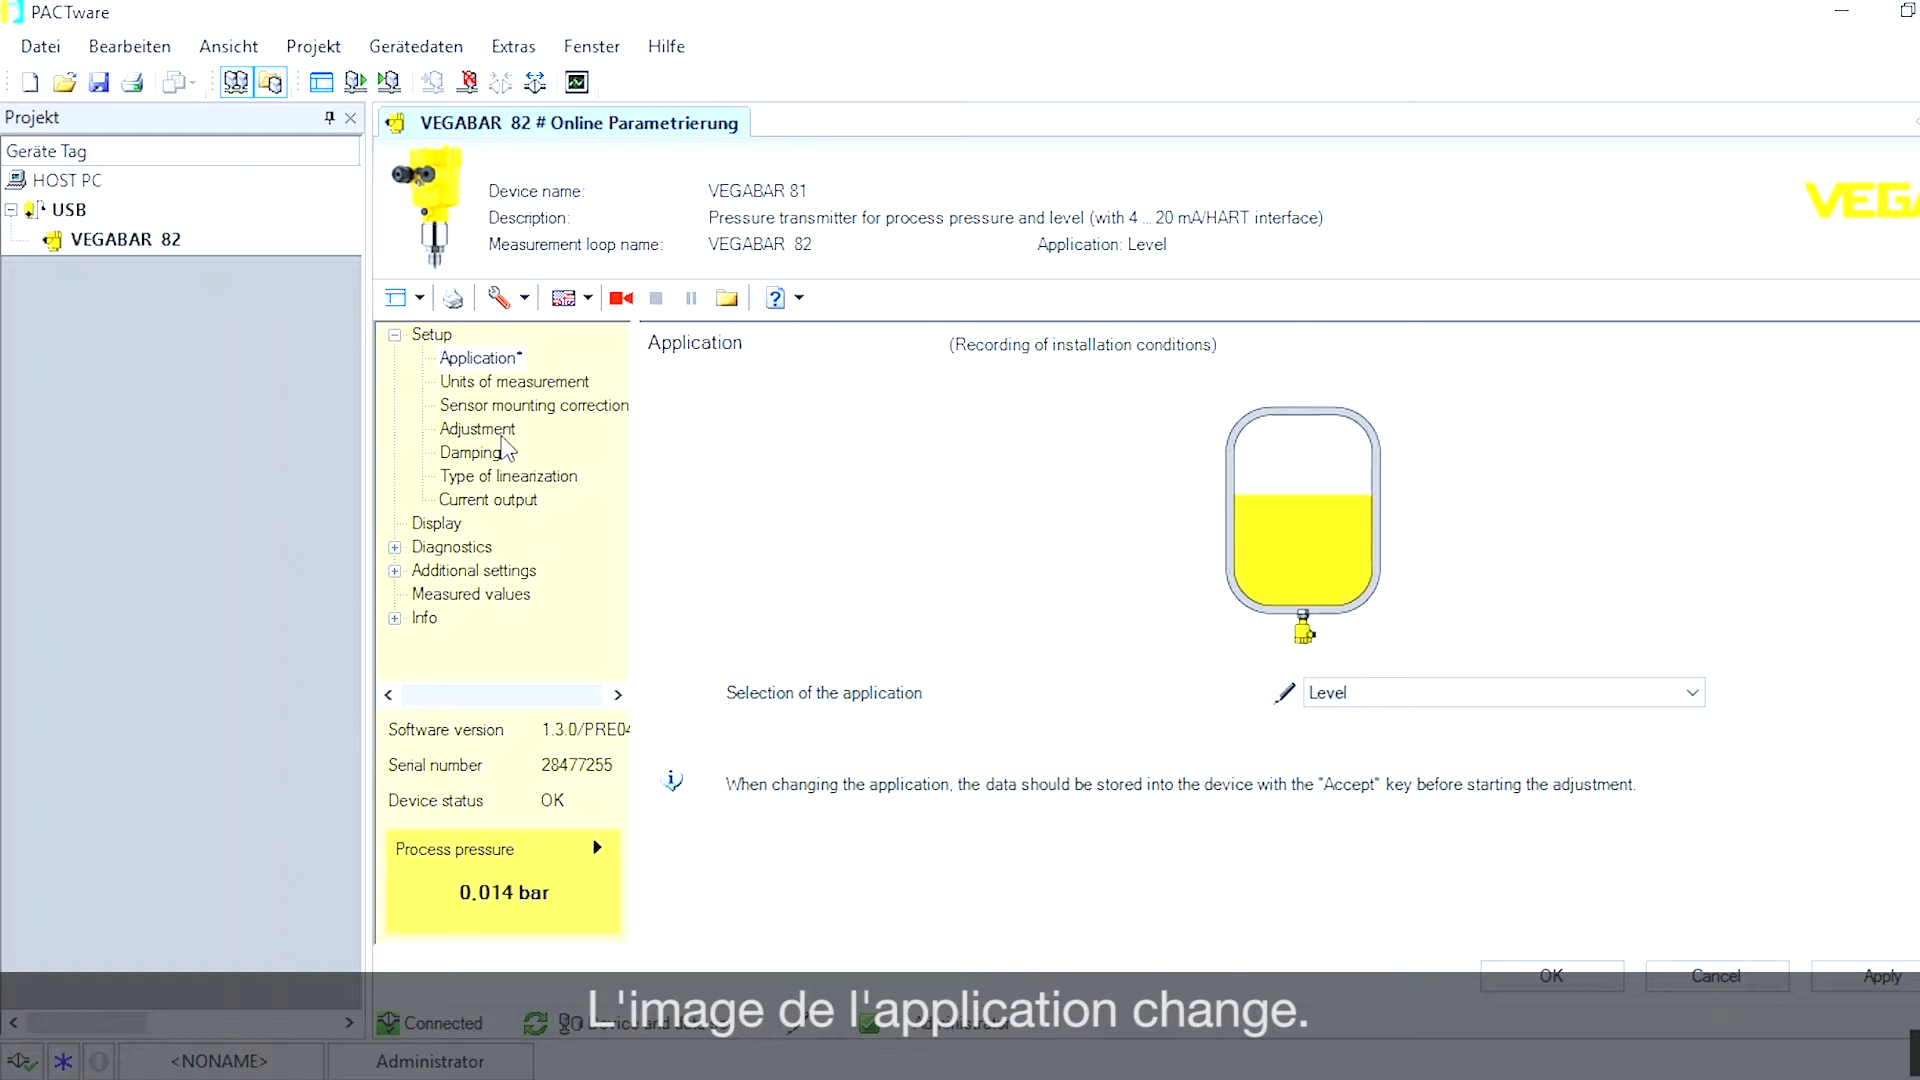 PACTware
Datei Bearbeiten Ansicht Projekt Gerätedaten Extras Fenster Hilfe
Projekt
Geräte Tag
HOST PC
USB
VEGABAR 82
VEGABAR 82 # Online Parametrierung
Device name: VEGABAR 81
Description: Pressure transmitter for process pressure and level (with 4 ... 20 mA/HART interface)
Measurement loop name: VEGABAR 82 Application: Level
VEGA
Setup
Application*
Units of measurement
Sensor mounting correction
Adjustment
Damping
Type of linearization
Current output
Display
Diagnostics
Additional settings
Measured values
Info
Software version 1.3.0/PRE04
Serial number 28477255
Device status OK
Process pressure
0,014 bar
Application (Recording of installation conditions)
Selection of the application Level
When changing the application, the data should be stored into the device with the "Accept" key before starting the adjustment.
OK Cancel Apply
L'image de l'application change.
Connected Administrator
<NONAME> Administrator